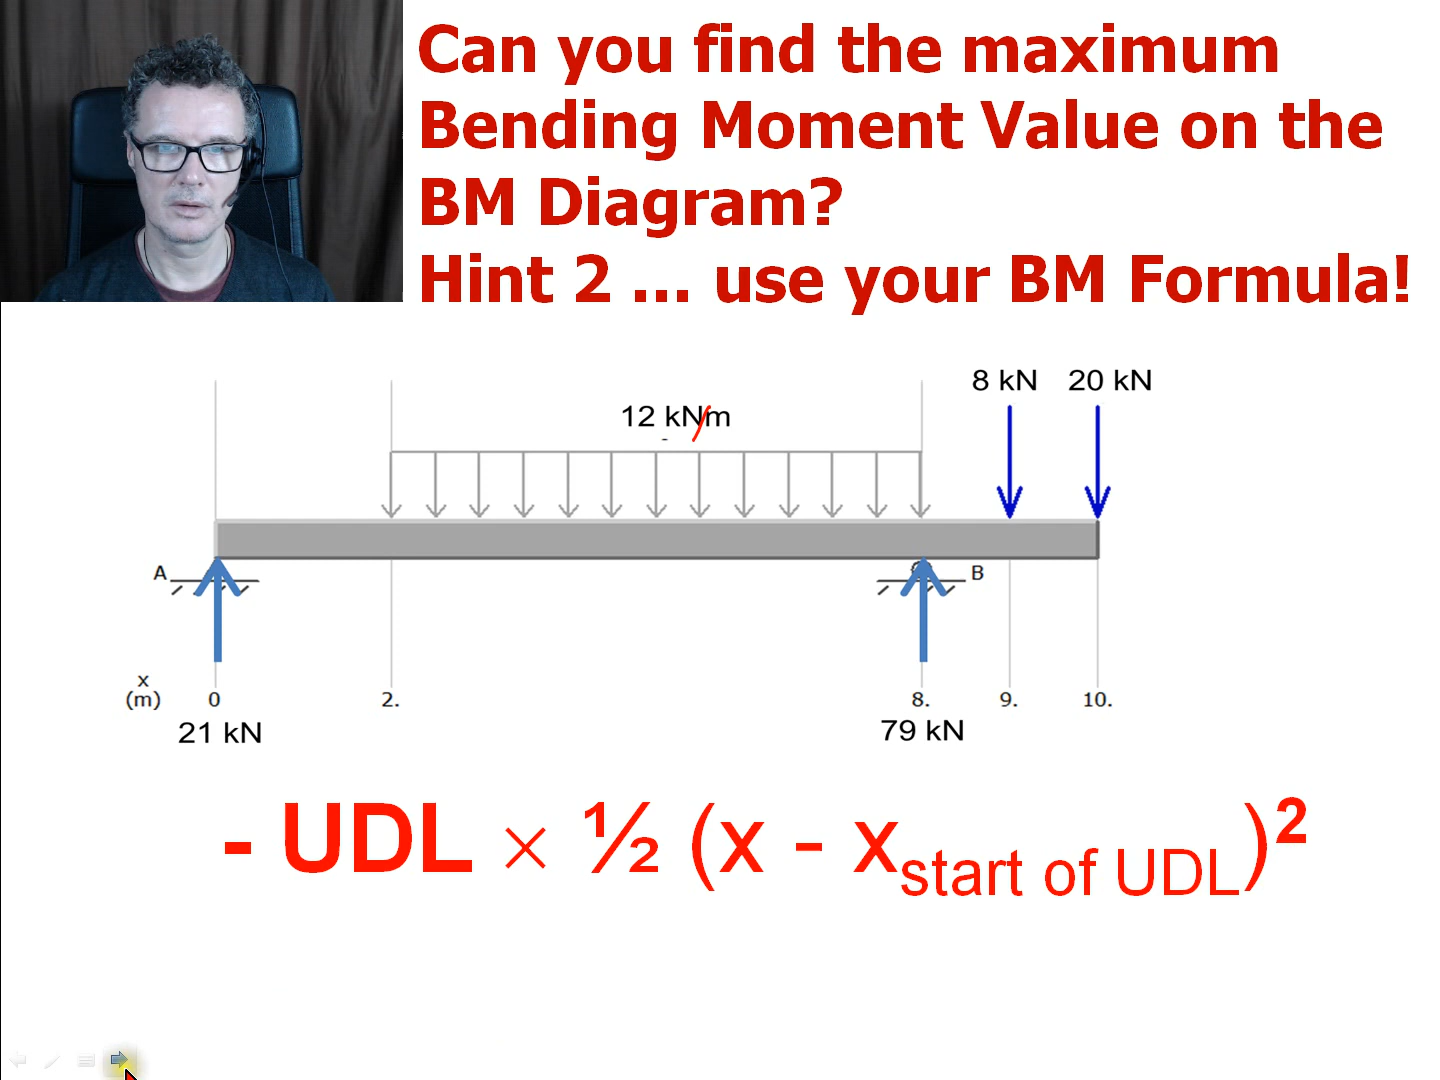 Can you find the maximum
Bending Moment Value on the
BM Diagram?
Hint 2 ... use your BM Formula!
8 kN 20 kN
12 kN/m
A B
x
(m) 0 2. 8. 9. 10.
21 kN 79 kN
- UDL × ½ (x - x start of UDL)²